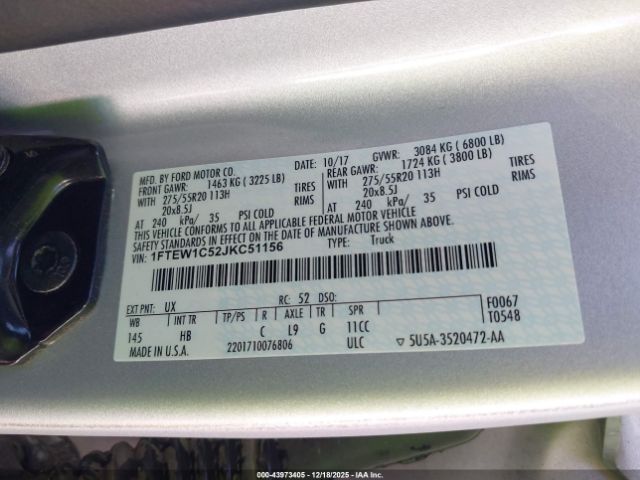 MFD. BY FORD MOTOR CO. DATE: 10/17 GVWR: 3084 KG ( 6800 LB)
FRONT GAWR: 1463 KG ( 3225 LB) REAR GAWR: 1724 KG ( 3800 LB)
WITH 275/55R20 113H TIRES WITH 275/55R20 113H TIRES
20x8.5J RIMS 20x8.5J RIMS
AT 240 kPa/ 35 PSI COLD AT 240 kPa/ 35 PSI COLD
THIS VEHICLE CONFORMS TO ALL APPLICABLE FEDERAL MOTOR VEHICLE
SAFETY STANDARDS IN EFFECT ON THE DATE OF MANUFACTURE SHOWN ABOVE.
VIN: 1FTEW1C52JKC51156 TYPE: Truck
EXT PNT: UX RC: 52 DSO: F0067
WB INT TR TP/PS R AXLE TR SPR T0548
145 HB C L9 G 11CC
MADE IN U.S.A. 2201710076806 ULC ▽ 5U5A-3520472-AA
000-43973405 - 12/18/2025 - IAAI, Inc.